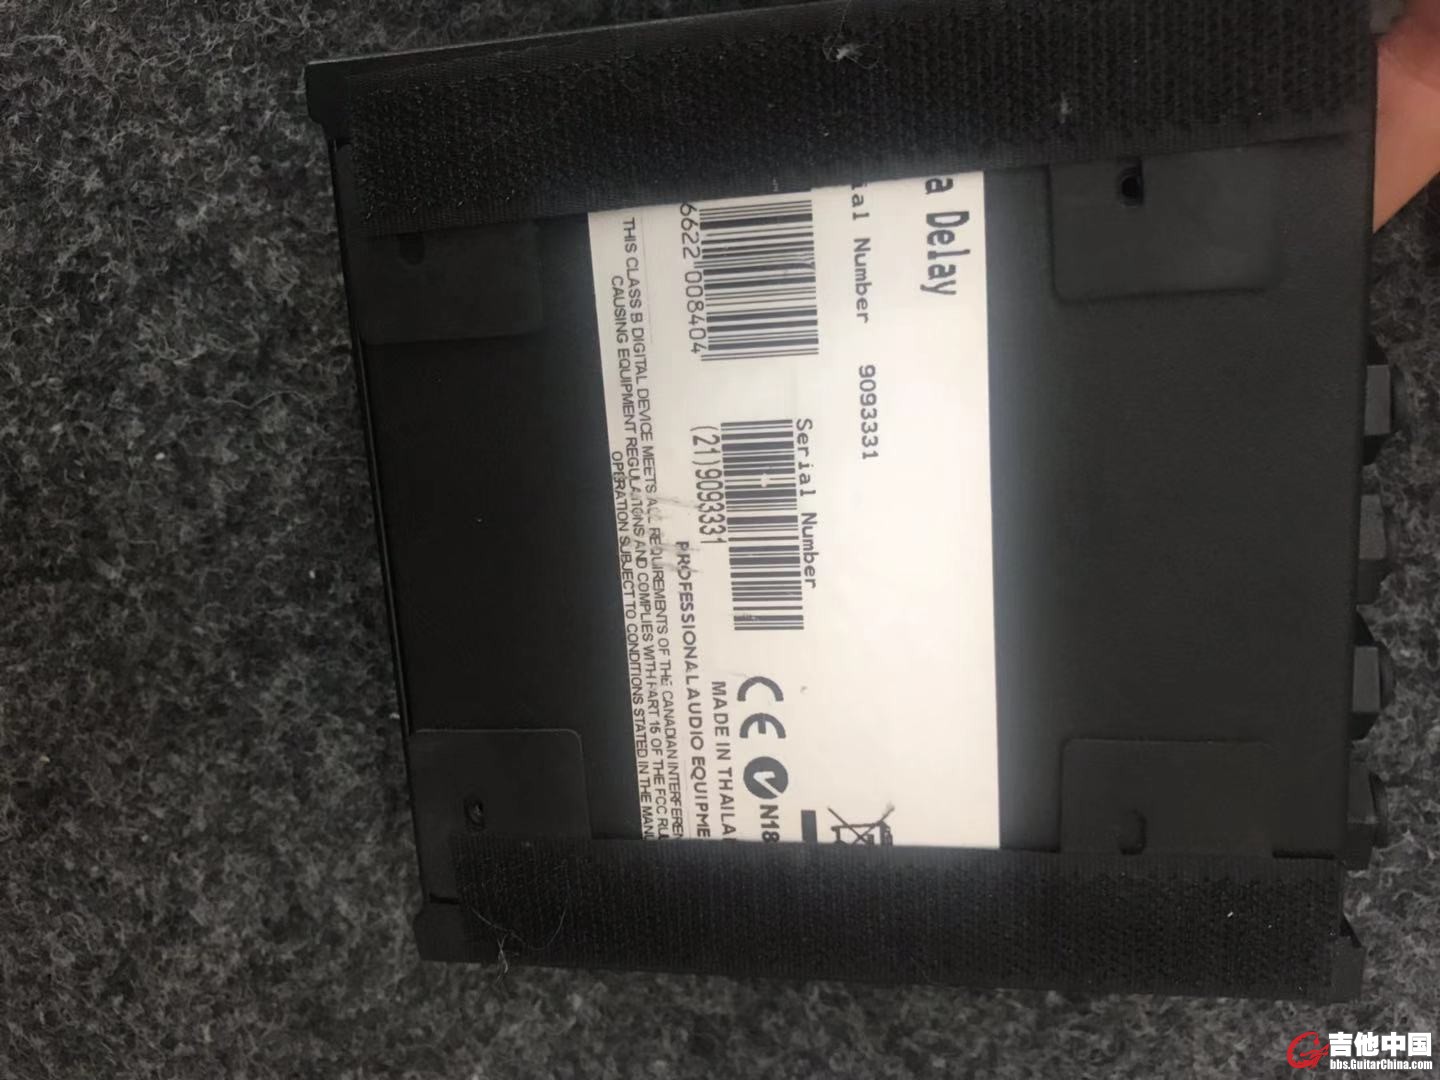 a Delay
ial Number 9093331
Serial Number
(21)9093331
6622 008404
CE N18
MADE IN THAILA
PROFESSIONAL AUDIO EQUIPME
THIS CLASS B DIGITAL DEVICE MEETS ALL REQUIREMENTS OF THE CANADIAN INTERFEREN
CAUSING EQUIPMENT REGULATIONS AND COMPLIES WITH PART 15 OF THE FCC RU
OPERATION SUBJECT TO CONDITIONS STATED IN THE MANU
吉他中国
bbs.GuitarChina.com